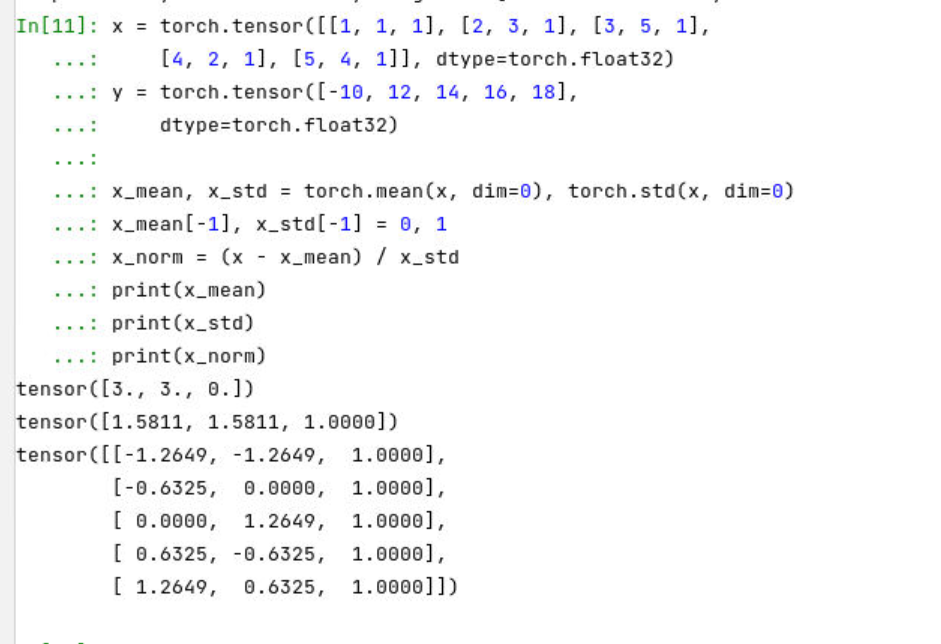 In[11]: x = torch.tensor([[1, 1, 1], [2, 3, 1], [3, 5, 1],
   ...:     [4, 2, 1], [5, 4, 1]], dtype=torch.float32)
   ...: y = torch.tensor([-10, 12, 14, 16, 18],
   ...:     dtype=torch.float32)
   ...:
   ...: x_mean, x_std = torch.mean(x, dim=0), torch.std(x, dim=0)
   ...: x_mean[-1], x_std[-1] = 0, 1
   ...: x_norm = (x - x_mean) / x_std
   ...: print(x_mean)
   ...: print(x_std)
   ...: print(x_norm)
tensor([3., 3., 0.])
tensor([1.5811, 1.5811, 1.0000])
tensor([[-1.2649, -1.2649,  1.0000],
        [-0.6325,  0.0000,  1.0000],
        [ 0.0000,  1.2649,  1.0000],
        [ 0.6325, -0.6325,  1.0000],
        [ 1.2649,  0.6325,  1.0000]])